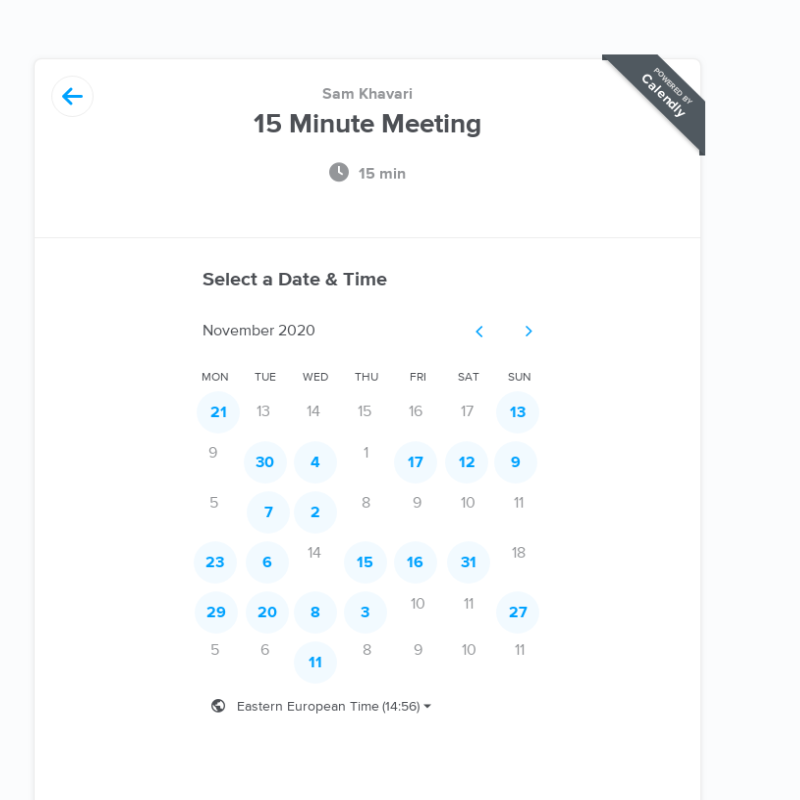 Sam Khavari
15 Minute Meeting
15 min
POWERED BY
Calendly
Select a Date & Time
November 2020
MON TUE WED THU FRI SAT SUN
21 13 14 15 16 17 13
9 30 4 1 17 12 9
5 7 2 8 9 10 11
23 6 14 15 16 31 18
29 20 8 3 10 11 27
5 6 11 8 9 10 11
Eastern European Time (14:56)